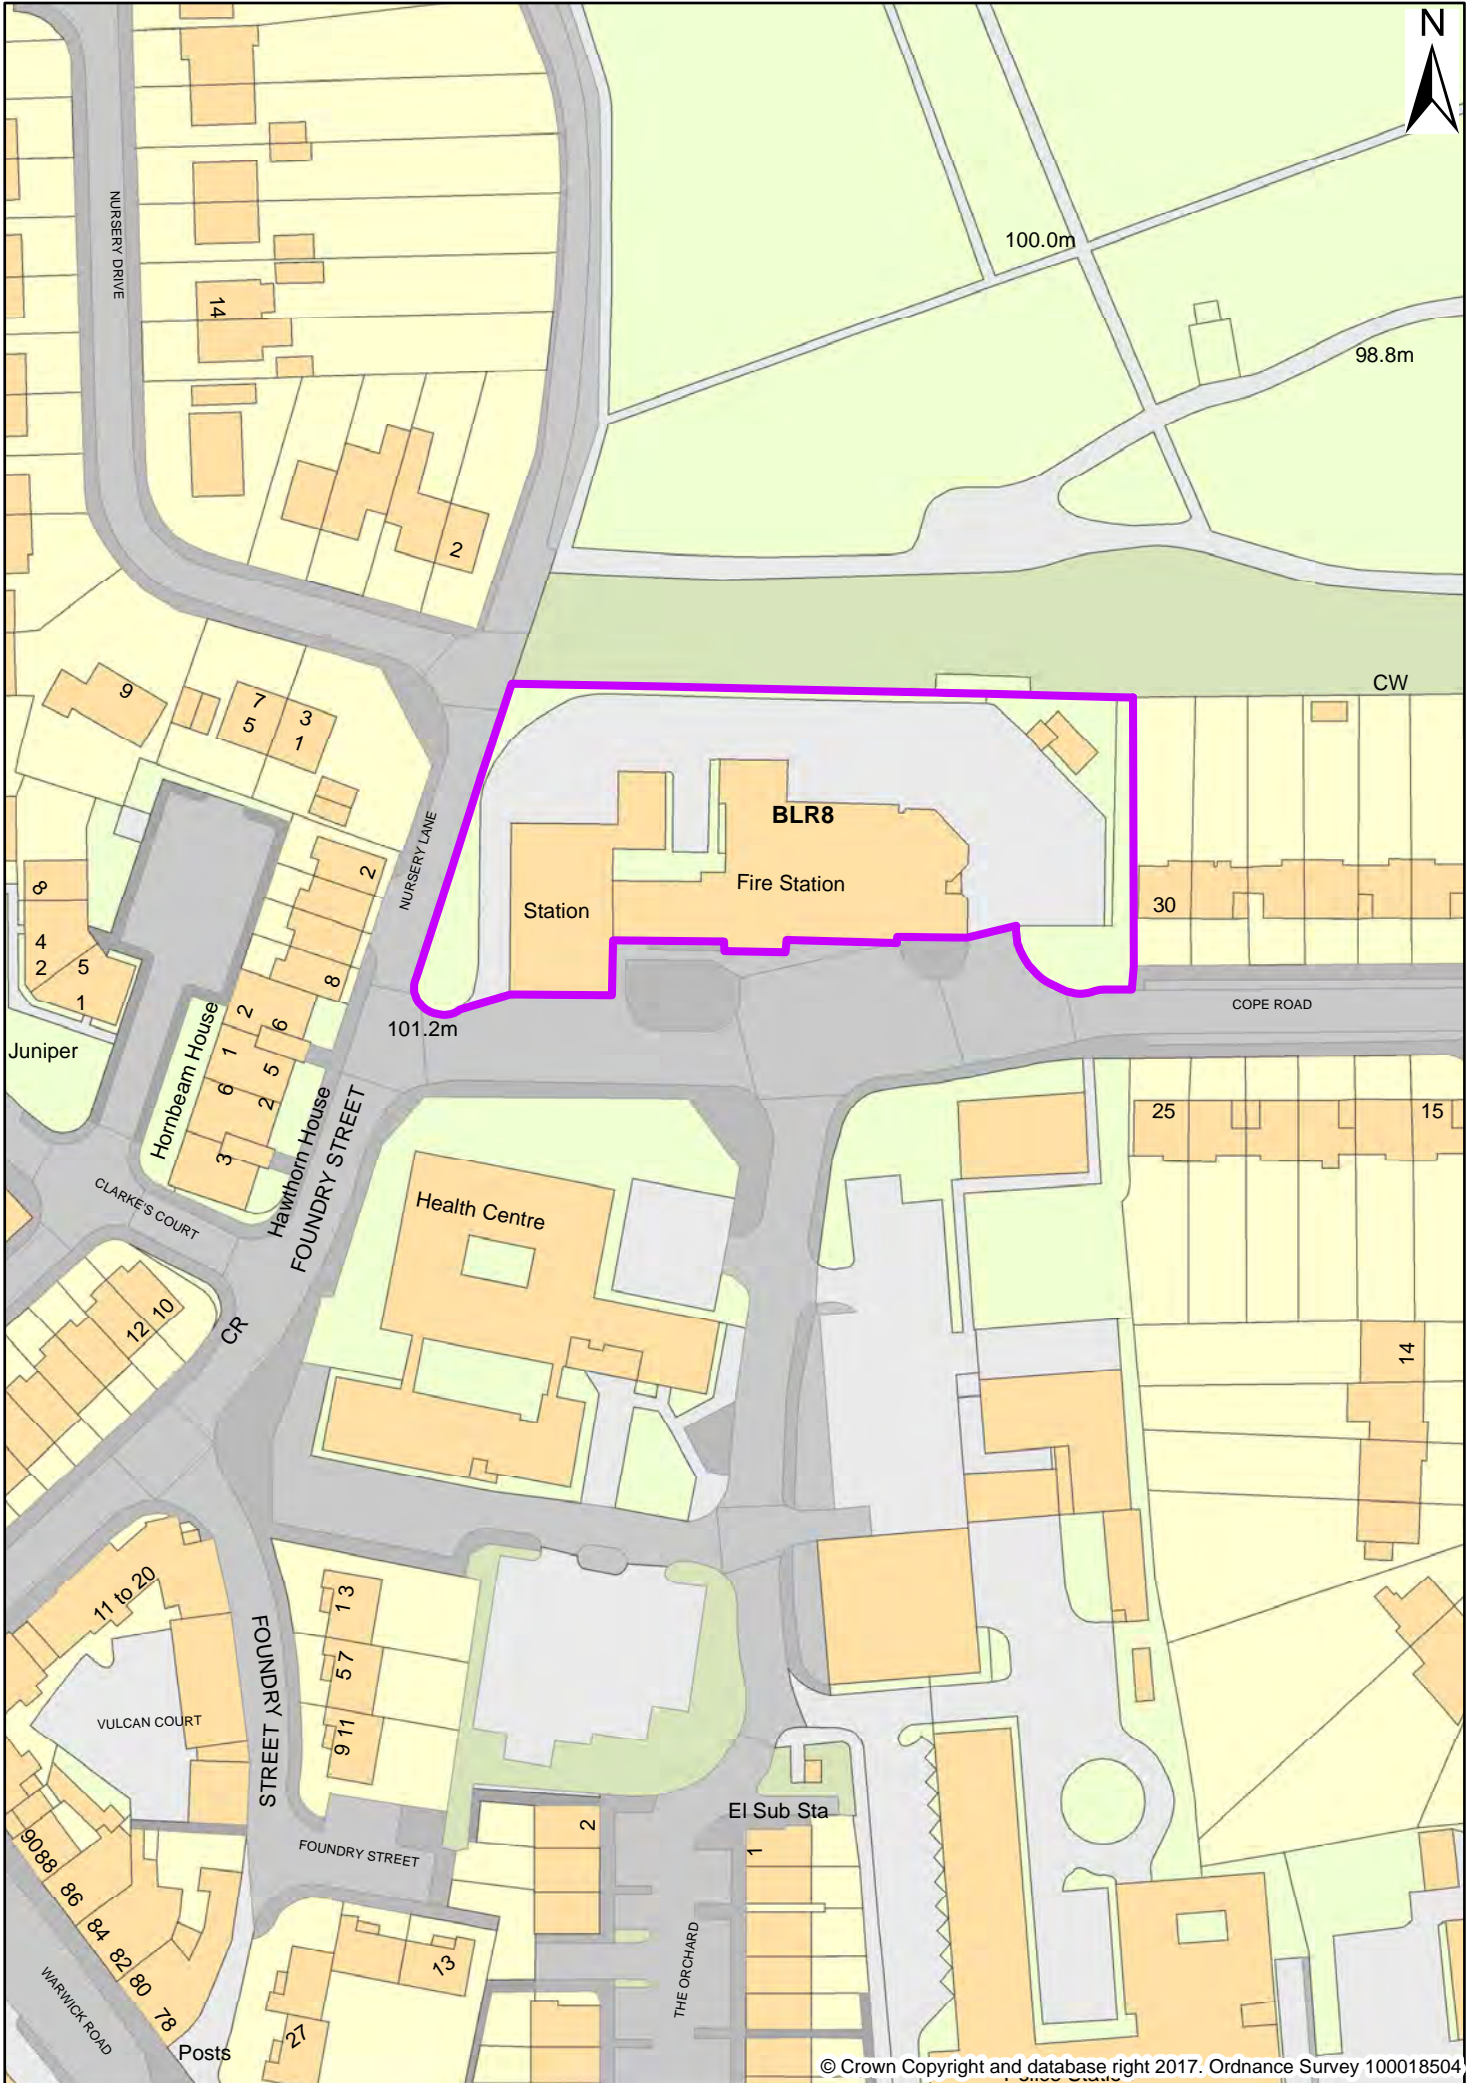 N
NURSERY DRIVE
100.0m
14
98.8m
2
CW
9
7
5
3
1
BLR8
NURSERY LANE
2
8
Fire Station
Station
30
4
2
5
1
8
COPE ROAD
101.2m
Juniper
Hornbeam House
2
6
1
5
6
2
3
Hawthorn House
FOUNDRY STREET
25
15
CLARKE'S COURT
Health Centre
10
12
CR
14
11 to 20
1 3
5 7
9 11
FOUNDRY
STREET
VULCAN COURT
El Sub Sta
2
1
FOUNDRY STREET
9088
86
84
82
80
78
THE ORCHARD
13
WARWICK ROAD
27
Posts
© Crown Copyright and database right 2017. Ordnance Survey 100018504